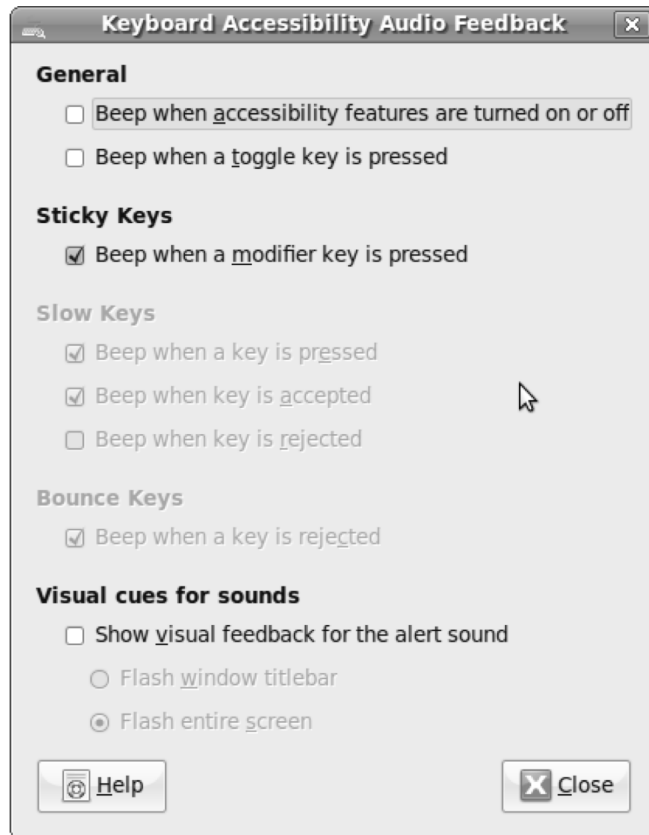 Keyboard Accessibility Audio Feedback
General
Beep when accessibility features are turned on or off
Beep when a toggle key is pressed
Sticky Keys
Beep when a modifier key is pressed
Slow Keys
Beep when a key is pressed
Beep when key is accepted
Beep when key is rejected
Bounce Keys
Beep when a key is rejected
Visual cues for sounds
Show visual feedback for the alert sound
Flash window titlebar
Flash entire screen
Help
Close